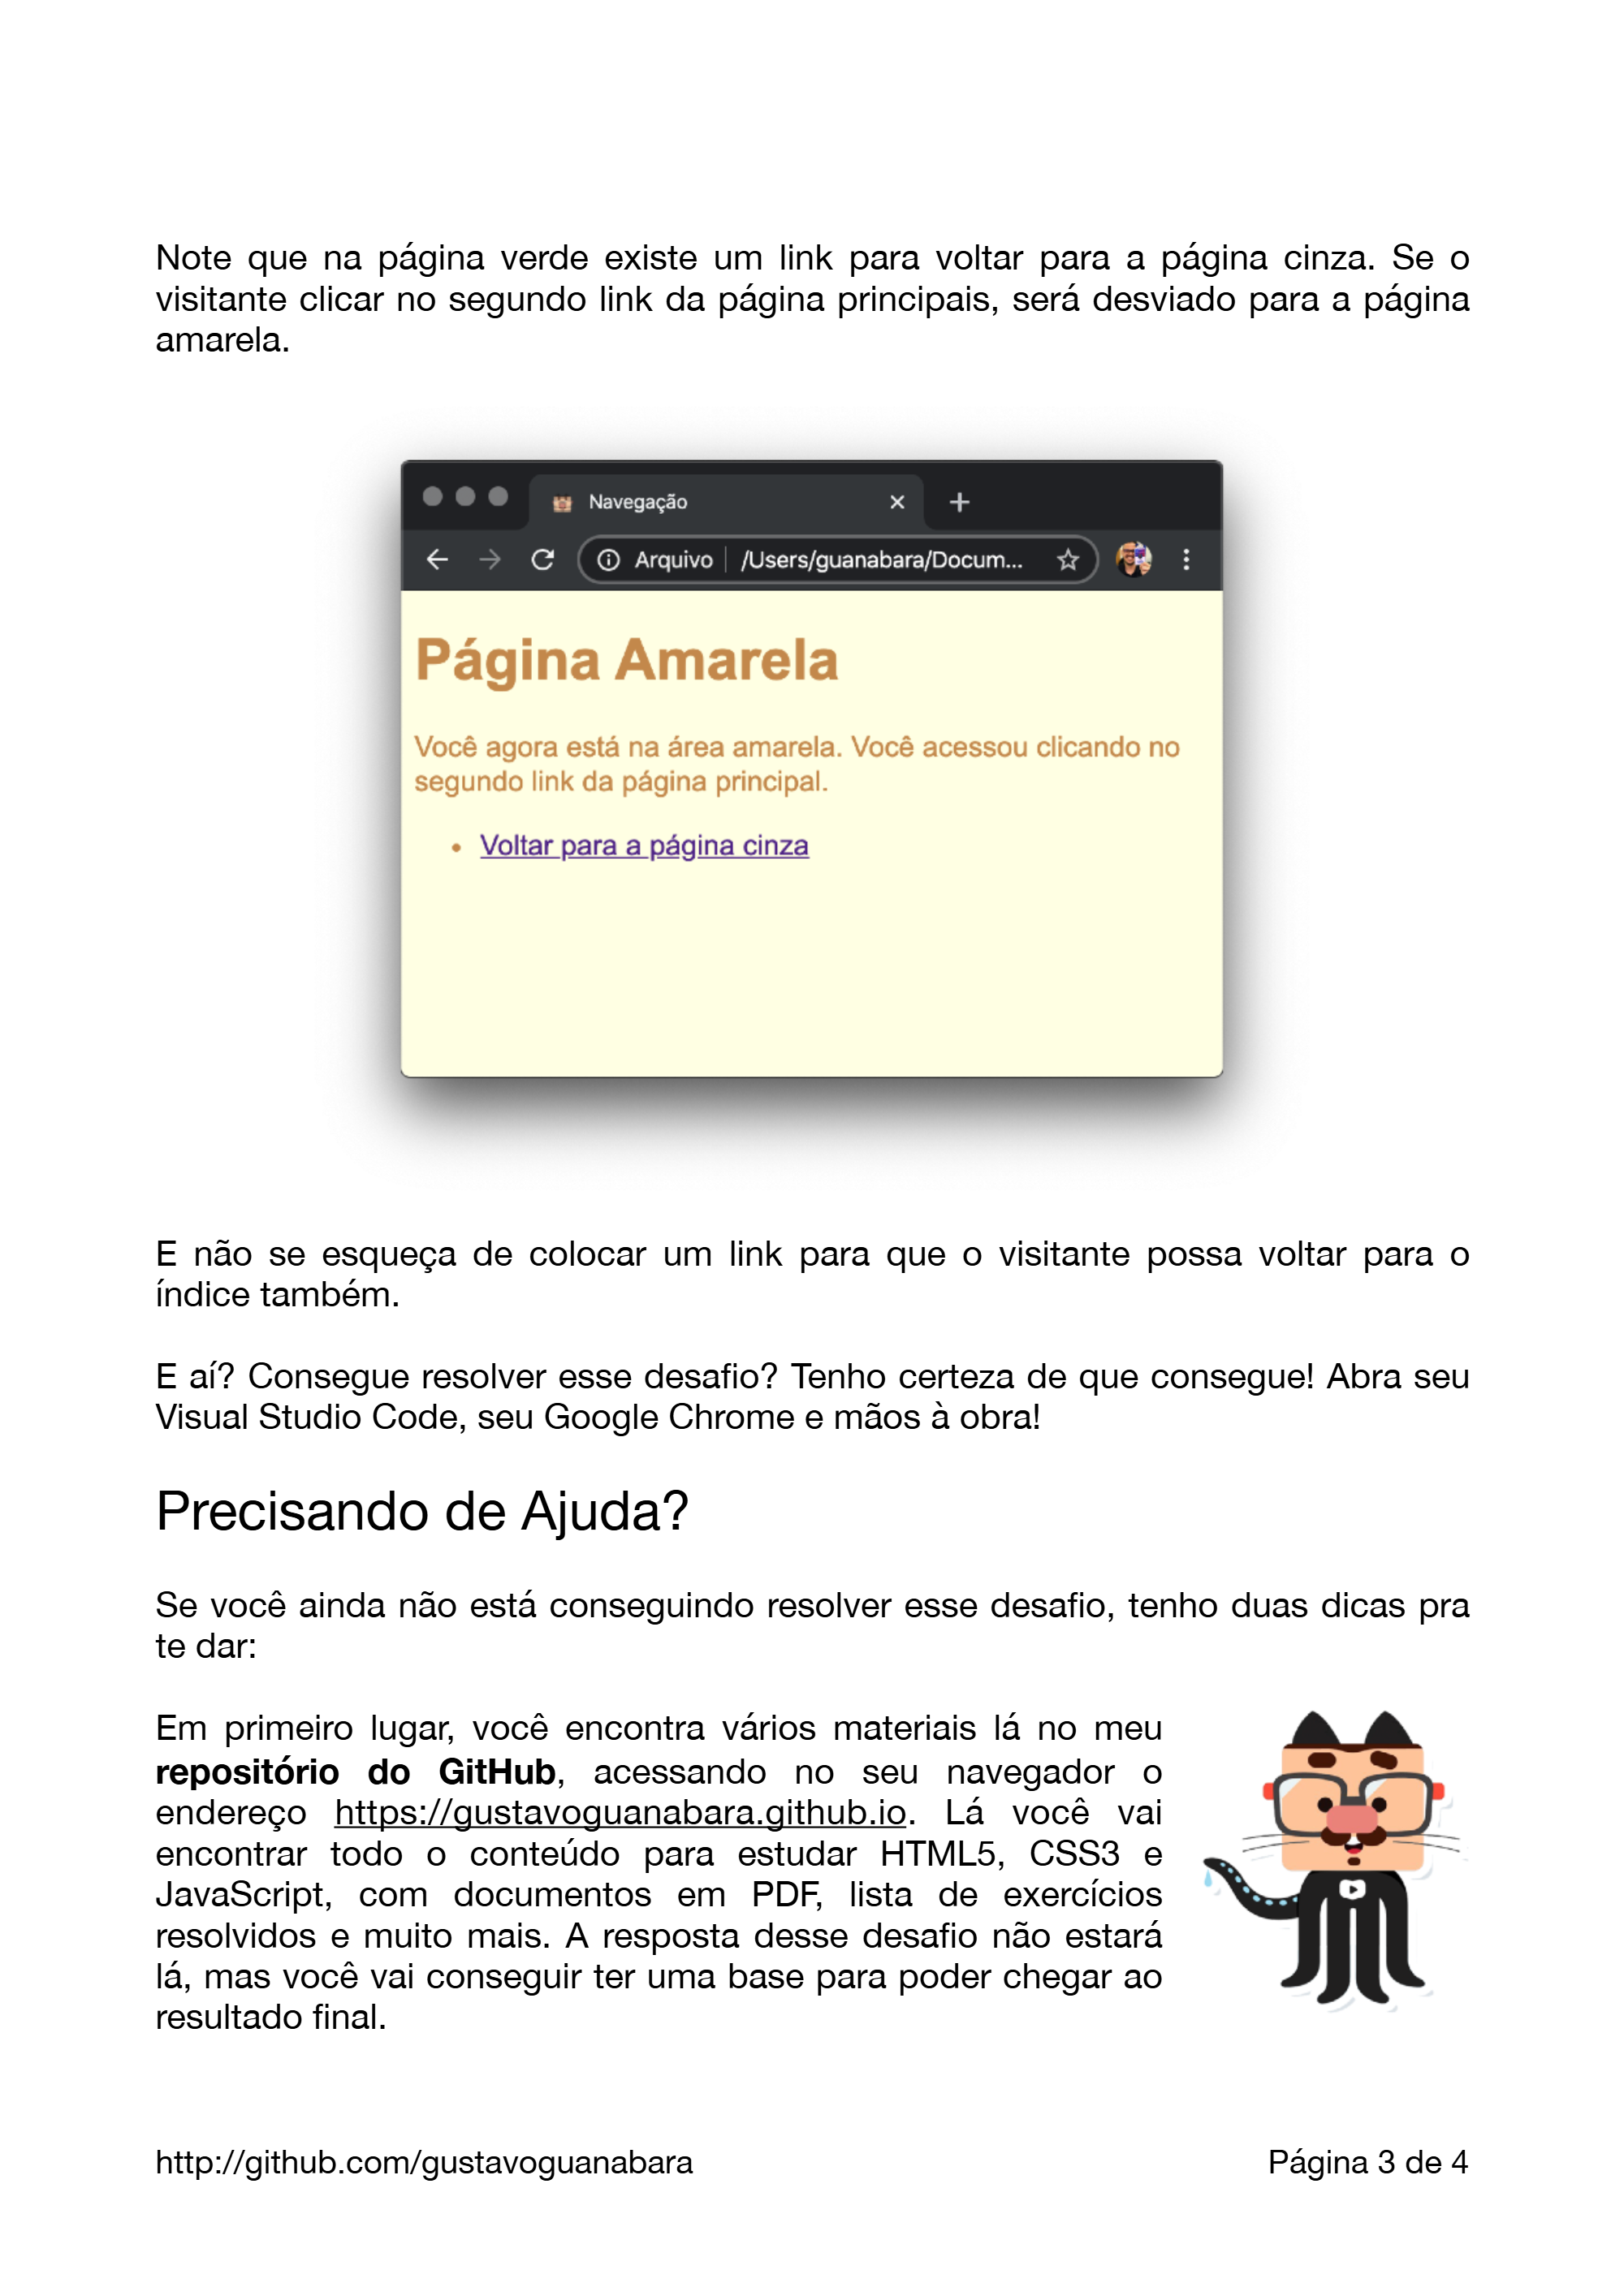 Note que na página verde existe um link para voltar para a página cinza. Se o
visitante clicar no segundo link da página principais, será desviado para a página
amarela.
Navegação
Arquivo /Users/guanabara/Docum...
Página Amarela
Você agora está na área amarela. Você acessou clicando no
segundo link da página principal.
• Voltar para a página cinza
E não se esqueça de colocar um link para que o visitante possa voltar para o
índice também.
E aí? Consegue resolver esse desafio? Tenho certeza de que consegue! Abra seu
Visual Studio Code, seu Google Chrome e mãos à obra!
Precisando de Ajuda?
Se você ainda não está conseguindo resolver esse desafio, tenho duas dicas pra
te dar:
Em primeiro lugar, você encontra vários materiais lá no meu
repositório do GitHub, acessando no seu navegador o
endereço https://gustavoguanabara.github.io. Lá você vai
encontrar todo o conteúdo para estudar HTML5, CSS3 e
JavaScript, com documentos em PDF, lista de exercícios
resolvidos e muito mais. A resposta desse desafio não estará
lá, mas você vai conseguir ter uma base para poder chegar ao
resultado final.
http://github.com/gustavoguanabara Página 3 de 4